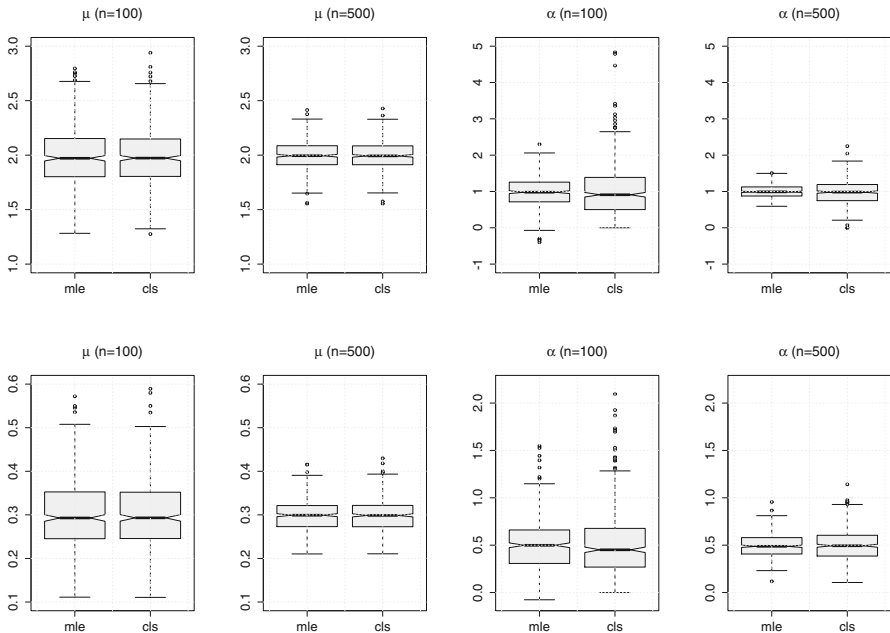 μ (n=100)
μ (n=500)
α (n=100)
α (n=500)
3.0
2.5
2.0
1.5
1.0
mle
cls
3.0
2.5
2.0
1.5
1.0
mle
cls
5
4
3
2
1
0
-1
mle
cls
5
4
3
2
1
0
-1
mle
cls
μ (n=100)
μ (n=500)
α (n=100)
α (n=500)
0.6
0.5
0.4
0.3
0.2
0.1
mle
cls
0.6
0.5
0.4
0.3
0.2
0.1
mle
cls
2.0
1.5
1.0
0.5
0.0
mle
cls
2.0
1.5
1.0
0.5
0.0
mle
cls